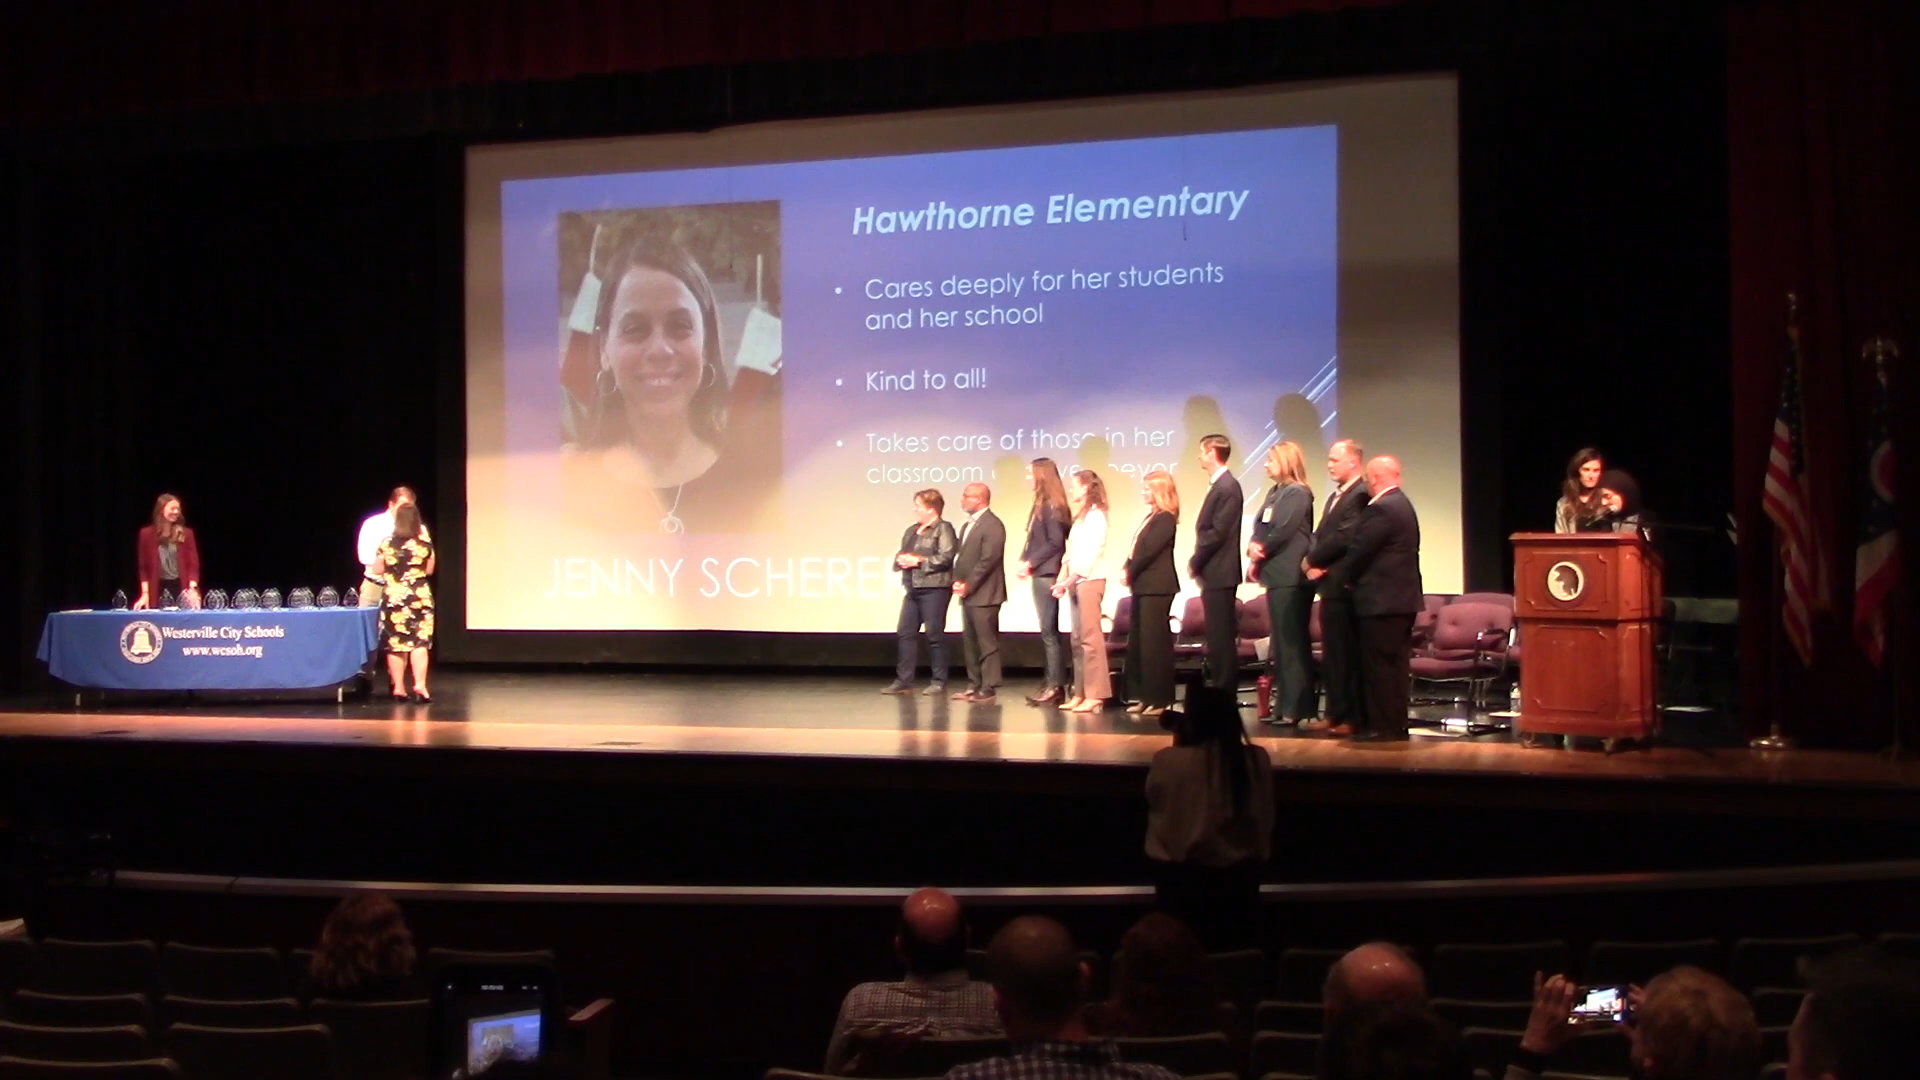 Hawthorne Elementary
• Cares deeply for her students
and her school
• Kind to all!
• Takes care of those in her
classroom
JENNY SCHERER
Westerville City Schools
www.wcsoh.org